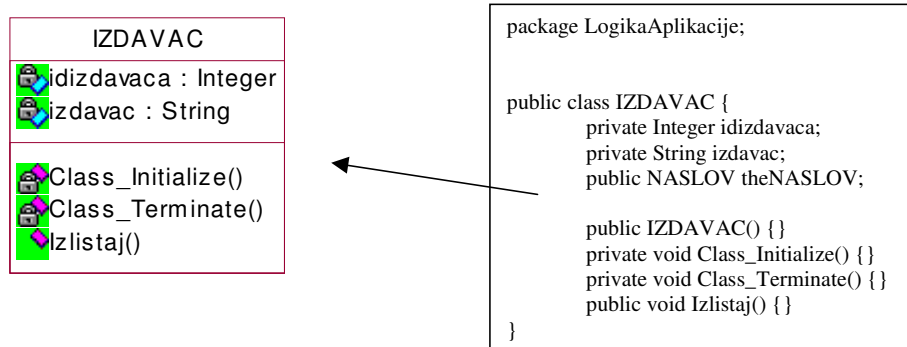 IZDAVAC
idizdavaca : Integer
izdavac : String
Class_Initialize()
Class_Terminate()
Izlistaj()
package LogikaAplikacije;
public class IZDAVAC {
private Integer idizdavaca;
private String izdavac;
public NASLOV theNASLOV;
public IZDAVAC() {}
private void Class_Initialize() {}
private void Class_Terminate() {}
public void Izlistaj() {}
}